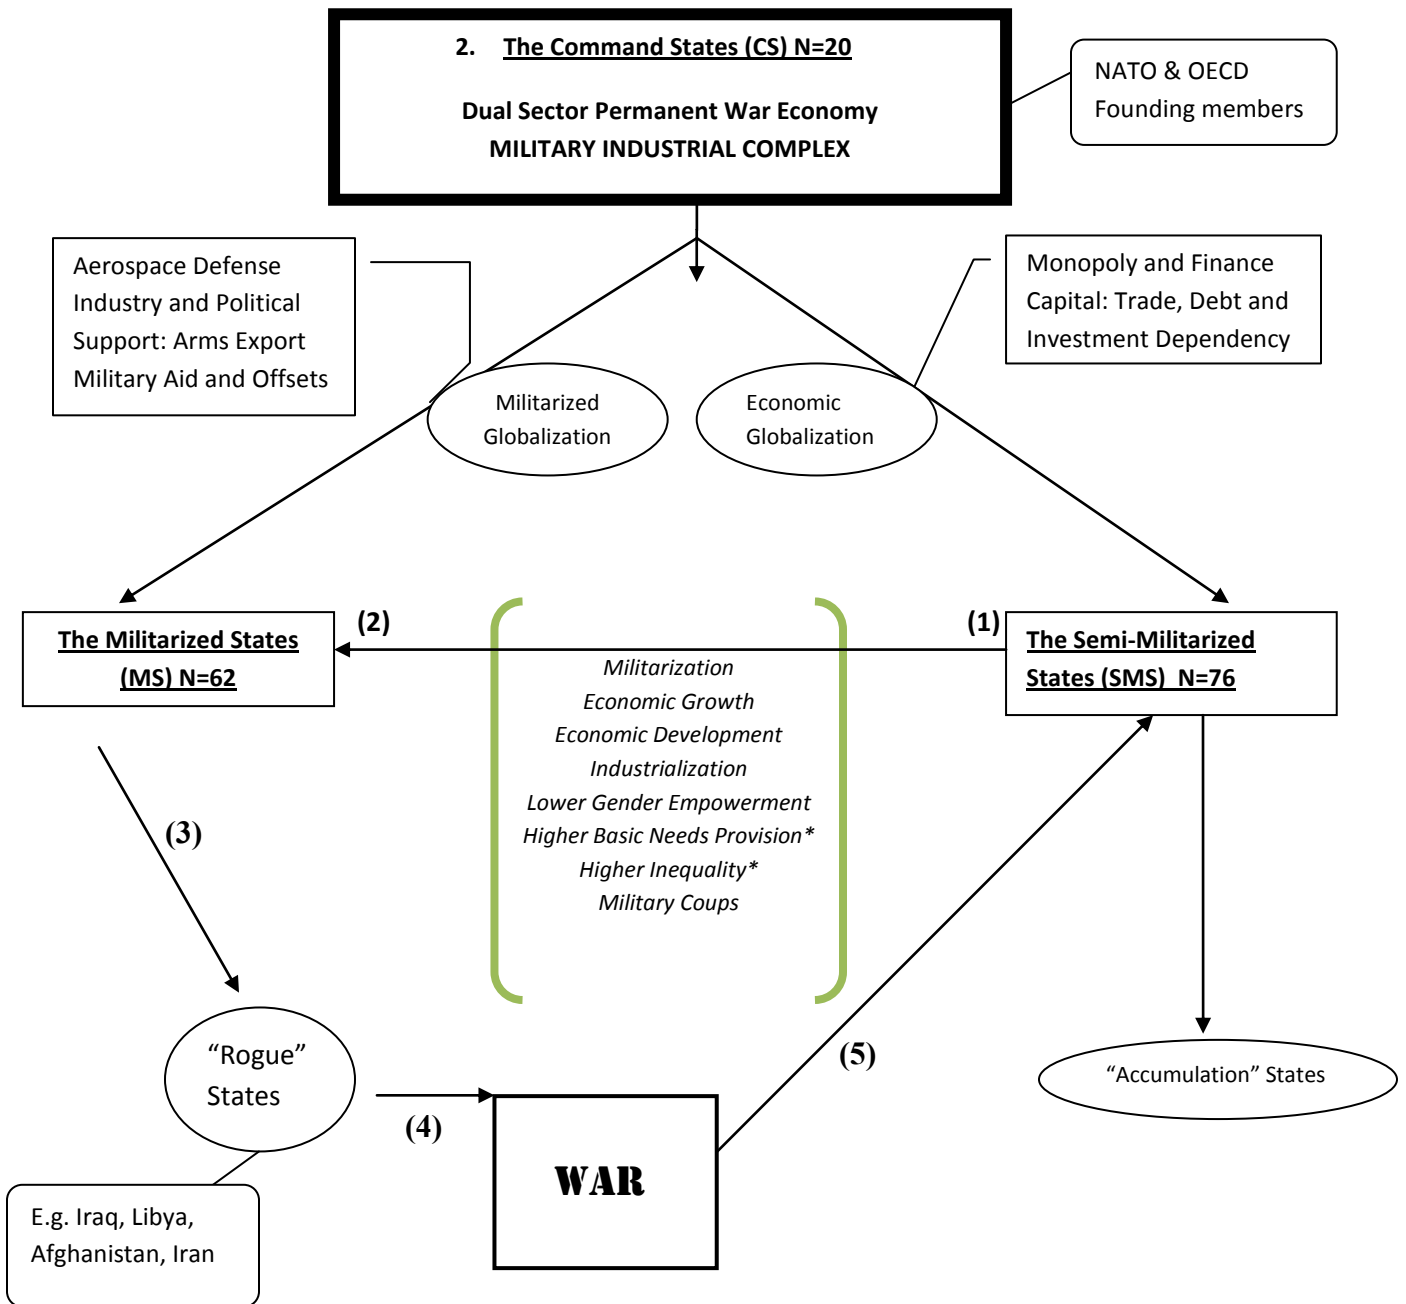 2. The Command States (CS) N=20
Dual Sector Permanent War Economy
MILITARY INDUSTRIAL COMPLEX
NATO & OECD
Founding members
Aerospace Defense
Industry and Political
Support: Arms Export
Military Aid and Offsets
Monopoly and Finance
Capital: Trade, Debt and
Investment Dependency
Militarized
Globalization
Economic
Globalization
The Militarized States
(MS) N=62
(2)
(1)
The Semi-Militarized
States (SMS) N=76
Militarization
Economic Growth
Economic Development
Industrialization
Lower Gender Empowerment
Higher Basic Needs Provision*
Higher Inequality*
Military Coups
(3)
“Rogue”
States
(4)
WAR
(5)
“Accumulation” States
E.g. Iraq, Libya,
Afghanistan, Iran